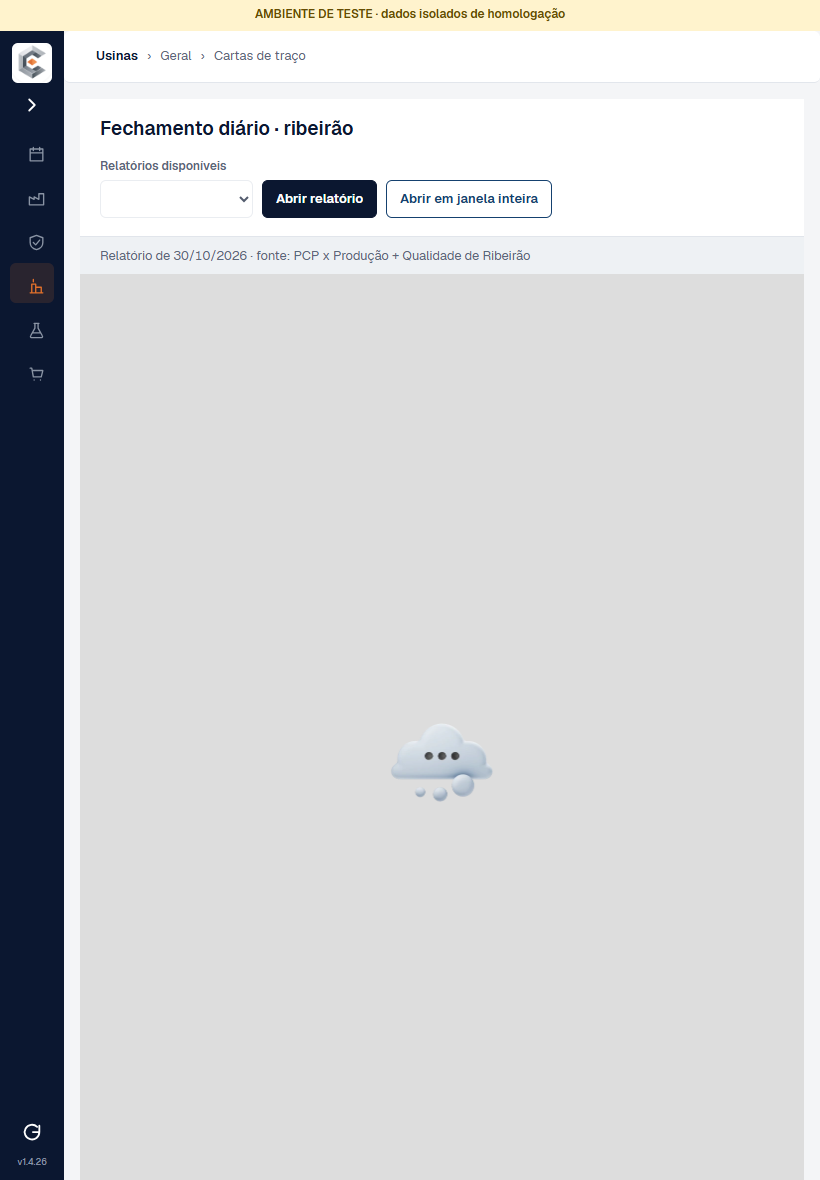 AMBIENTE DE TESTE · dados isolados de homologação
Usinas › Geral › Cartas de traço
Fechamento diário · ribeirão
Relatórios disponíveis
Abrir relatório
Abrir em janela inteira
Relatório de 30/10/2026 · fonte: PCP x Produção + Qualidade de Ribeirão
v1.4.26